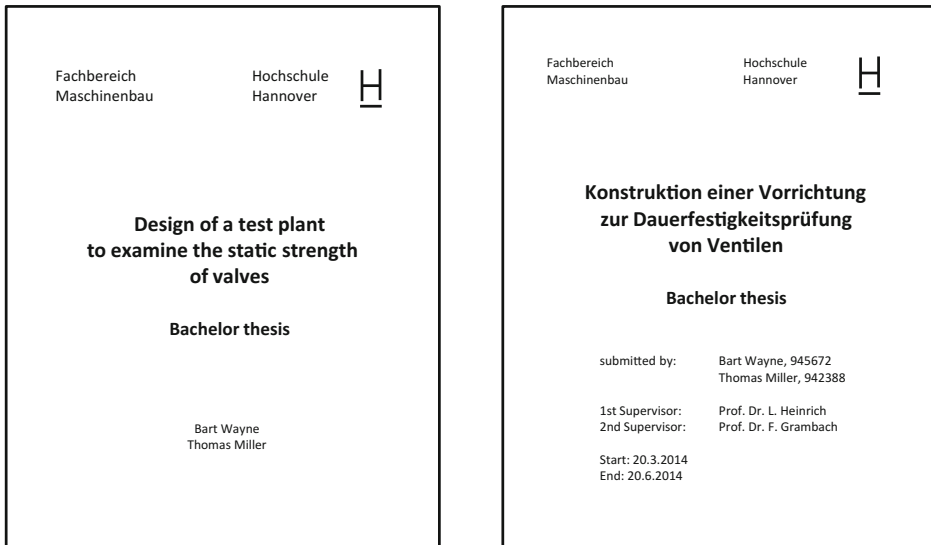 Fachbereich
Maschinenbau
Hochschule
Hannover
H
Design of a test plant
to examine the static strength
of valves
Bachelor thesis
Bart Wayne
Thomas Miller
Fachbereich
Maschinenbau
Hochschule
Hannover
H
Konstruktion einer Vorrichtung
zur Dauerfestigkeitsprüfung
von Ventilen
Bachelor thesis
submitted by: Bart Wayne, 945672
Thomas Miller, 942388
1st Supervisor: Prof. Dr. L. Heinrich
2nd Supervisor: Prof. Dr. F. Grambach
Start: 20.3.2014
End: 20.6.2014